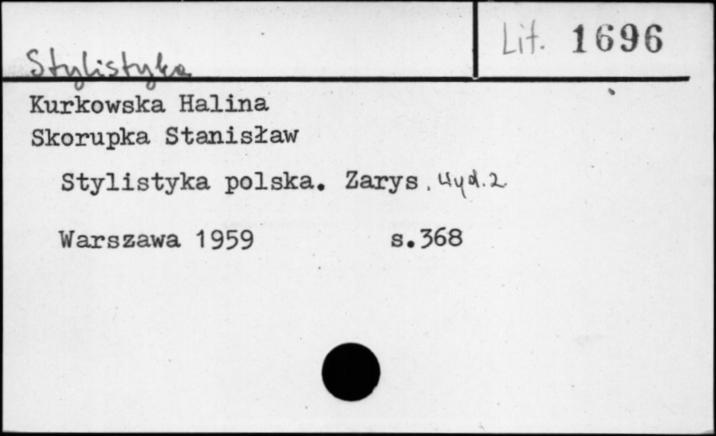 Stylistyka
Lit. 1696
Kurkowska Halina
Skorupka Stanisław
Stylistyka polska. Zarys. Wyd. 2
Warszawa 1959 s.368